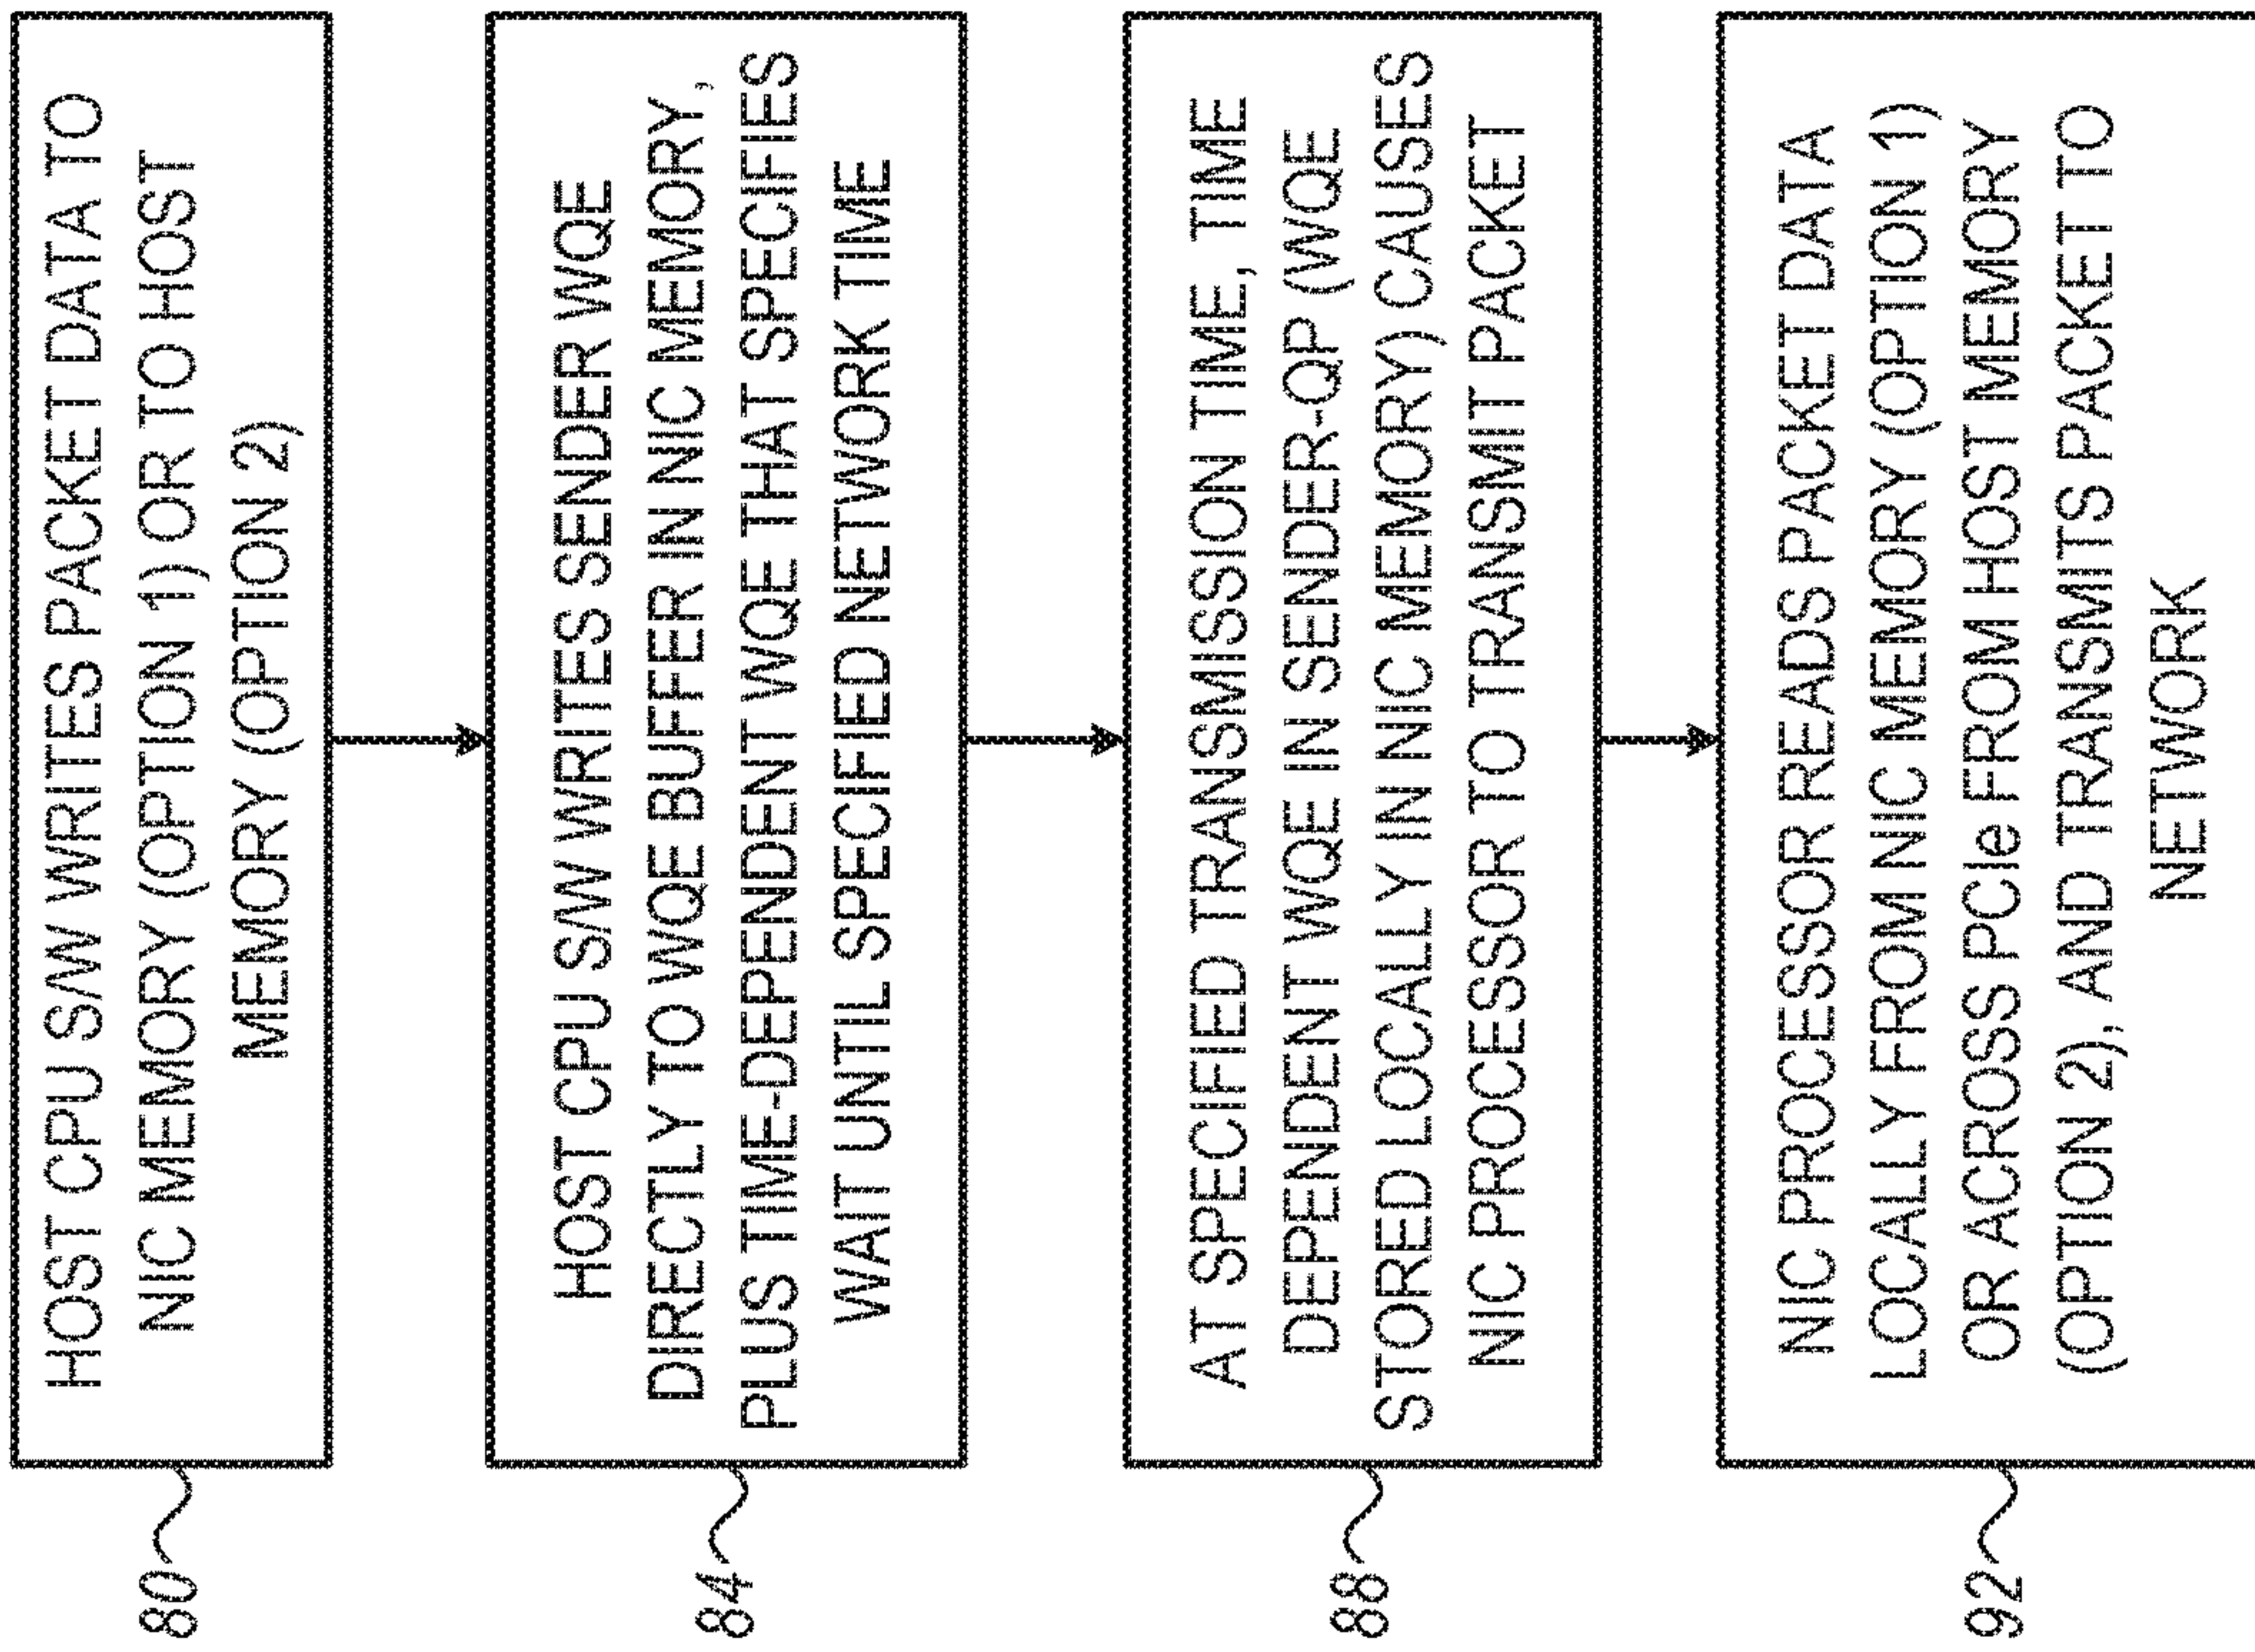 HOST CPU S/W WRITES PACKET DATA TO
NIC MEMORY (OPTION 1) OR TO HOST
MEMORY (OPTION 2)
80
HOST CPU S/W WRITES SENDER WQE
DIRECTLY TO WQE BUFFER IN NIC MEMORY,
PLUS TIME-DEPENDENT WQE THAT SPECIFIES
WAIT UNTIL SPECIFIED NETWORK TIME
84
AT SPECIFIED TRANSMISSION TIME, TIME
DEPENDENT WQE IN SENDER-QP (WQE
STORED LOCALLY IN NIC MEMORY) CAUSES
NIC PROCESSOR TO TRANSMIT PACKET
88
NIC PROCESSOR READS PACKET DATA
LOCALLY FROM NIC MEMORY (OPTION 1)
OR ACROSS PCIe FROM HOST MEMORY
(OPTION 2), AND TRANSMITS PACKET TO
NETWORK
92